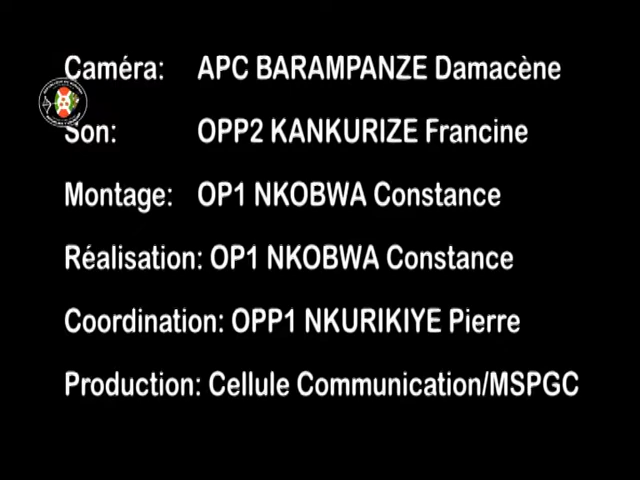 Caméra: APC BARAMPANZE Damacène
Son: OPP2 KANKURIZE Francine
Montage: OP1 NKOBWA Constance
Réalisation: OP1 NKOBWA Constance
Coordination: OPP1 NKURIKIYE Pierre
Production: Cellule Communication/MSPGC